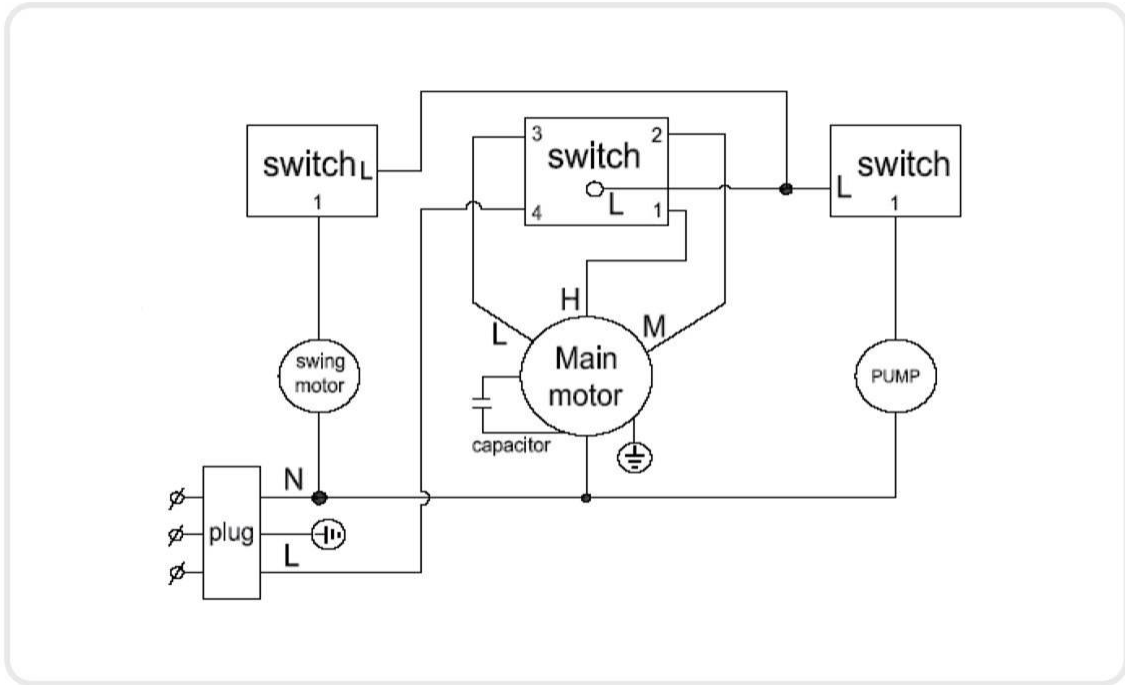 3
2
switch
switch L
switch
L
L
1
4
1
1
H
M
L
Main
motor
swing
motor
PUMP
capacitor
N
plug
L